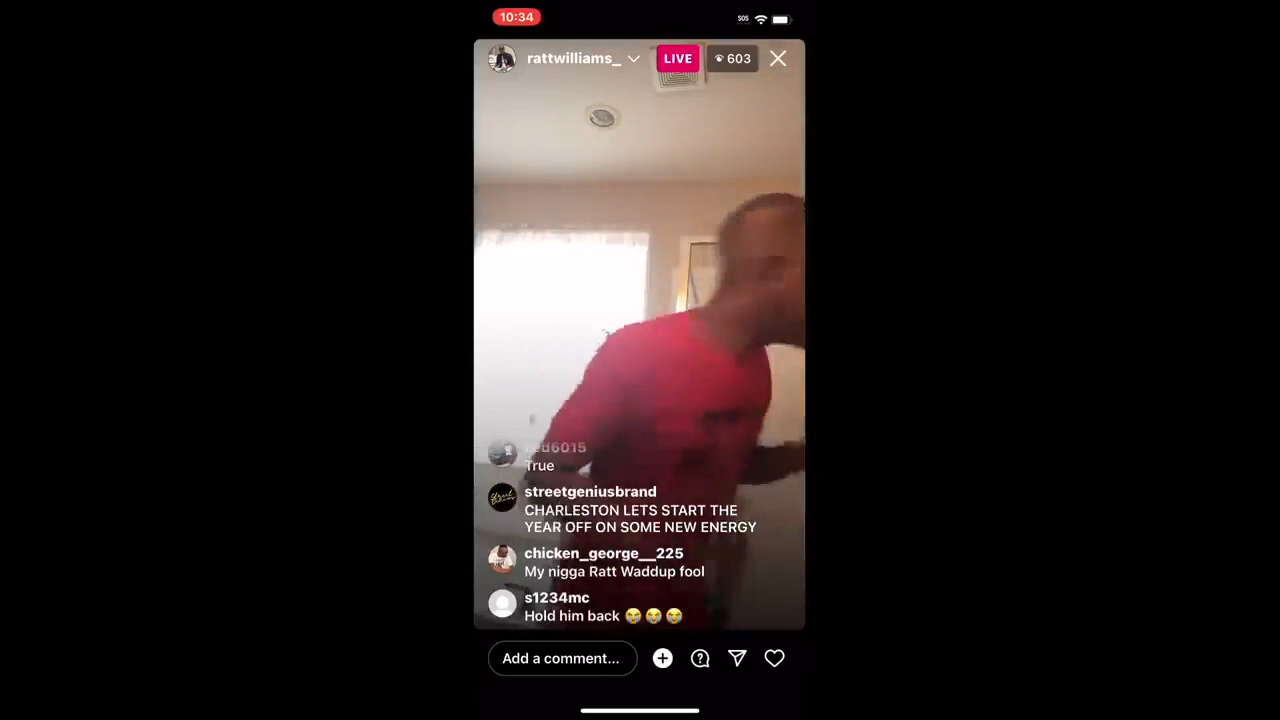 10:34
SOS
rattwilliams_
LIVE
603
True
streetgeniusbrand
CHARLESTON LETS START THE
YEAR OFF ON SOME NEW ENERGY
chicken_george__225
My nigga Ratt Waddup fool
s1234mc
Hold him back 😭😭😭
Add a comment...